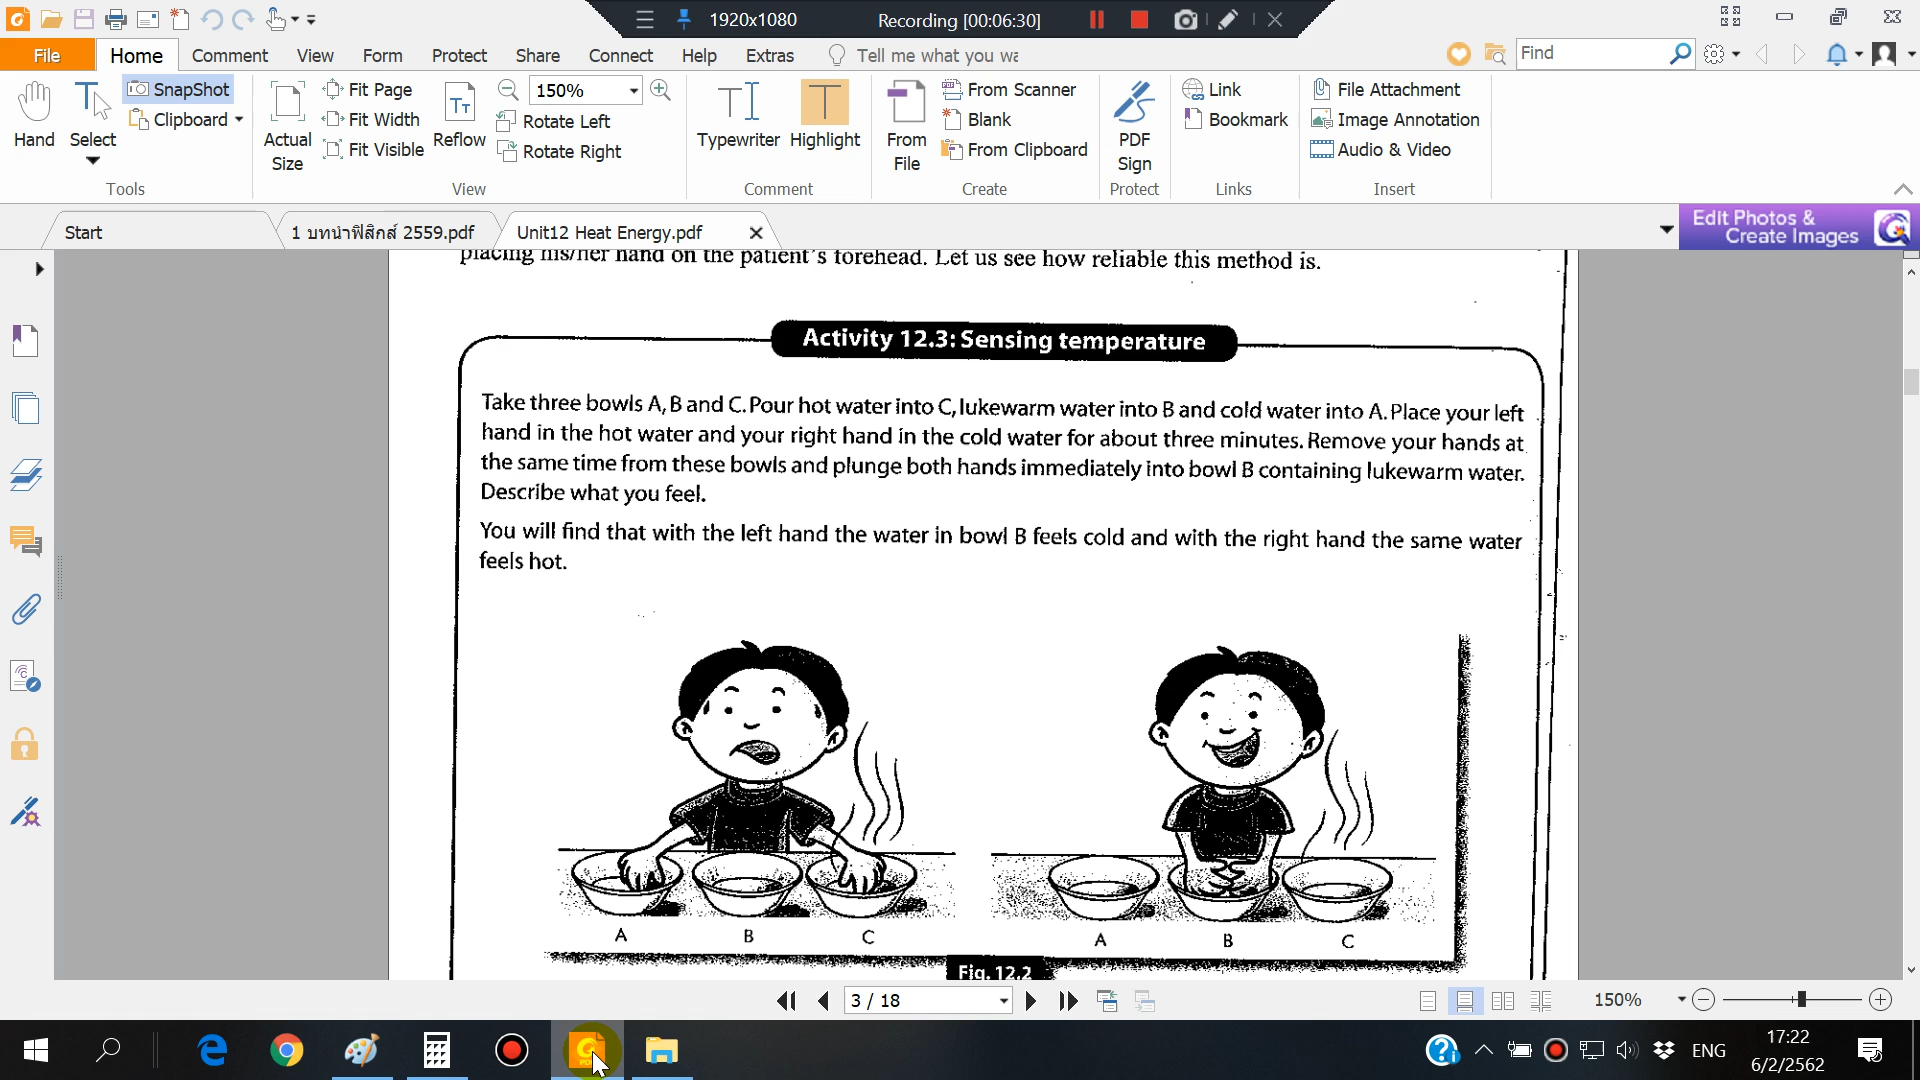 1920x1080
Recording [00:06:30]
File
Home
Comment
View
Form
Protect
Share
Connect
Help
Extras
Tell me what you wa
Find
Hand
Select
SnapShot
Clipboard
Tools
Actual
Size
Fit Page
Fit Width
Fit Visible
Reflow
150%
Rotate Left
Rotate Right
View
Typewriter
Highlight
Comment
From
File
From Scanner
Blank
From Clipboard
Create
PDF
Sign
Protect
Link
Bookmark
Links
File Attachment
Image Annotation
Audio & Video
Insert
Start
1 บทนำฟิสิกส์ 2559.pdf
Unit12 Heat Energy.pdf
Edit Photos &
Create Images
placing his/her hand on the patient's forehead. Let us see how reliable this method is.
Activity 12.3: Sensing temperature
Take three bowls A, B and C. Pour hot water into C, lukewarm water into B and cold water into A. Place your left
hand in the hot water and your right hand in the cold water for about three minutes. Remove your hands at
the same time from these bowls and plunge both hands immediately into bowl B containing lukewarm water.
Describe what you feel.
You will find that with the left hand the water in bowl B feels cold and with the right hand the same water
feels hot.
A B C
A B C
Fig. 12.2
3 / 18
150%
ENG
17:22
6/2/2562